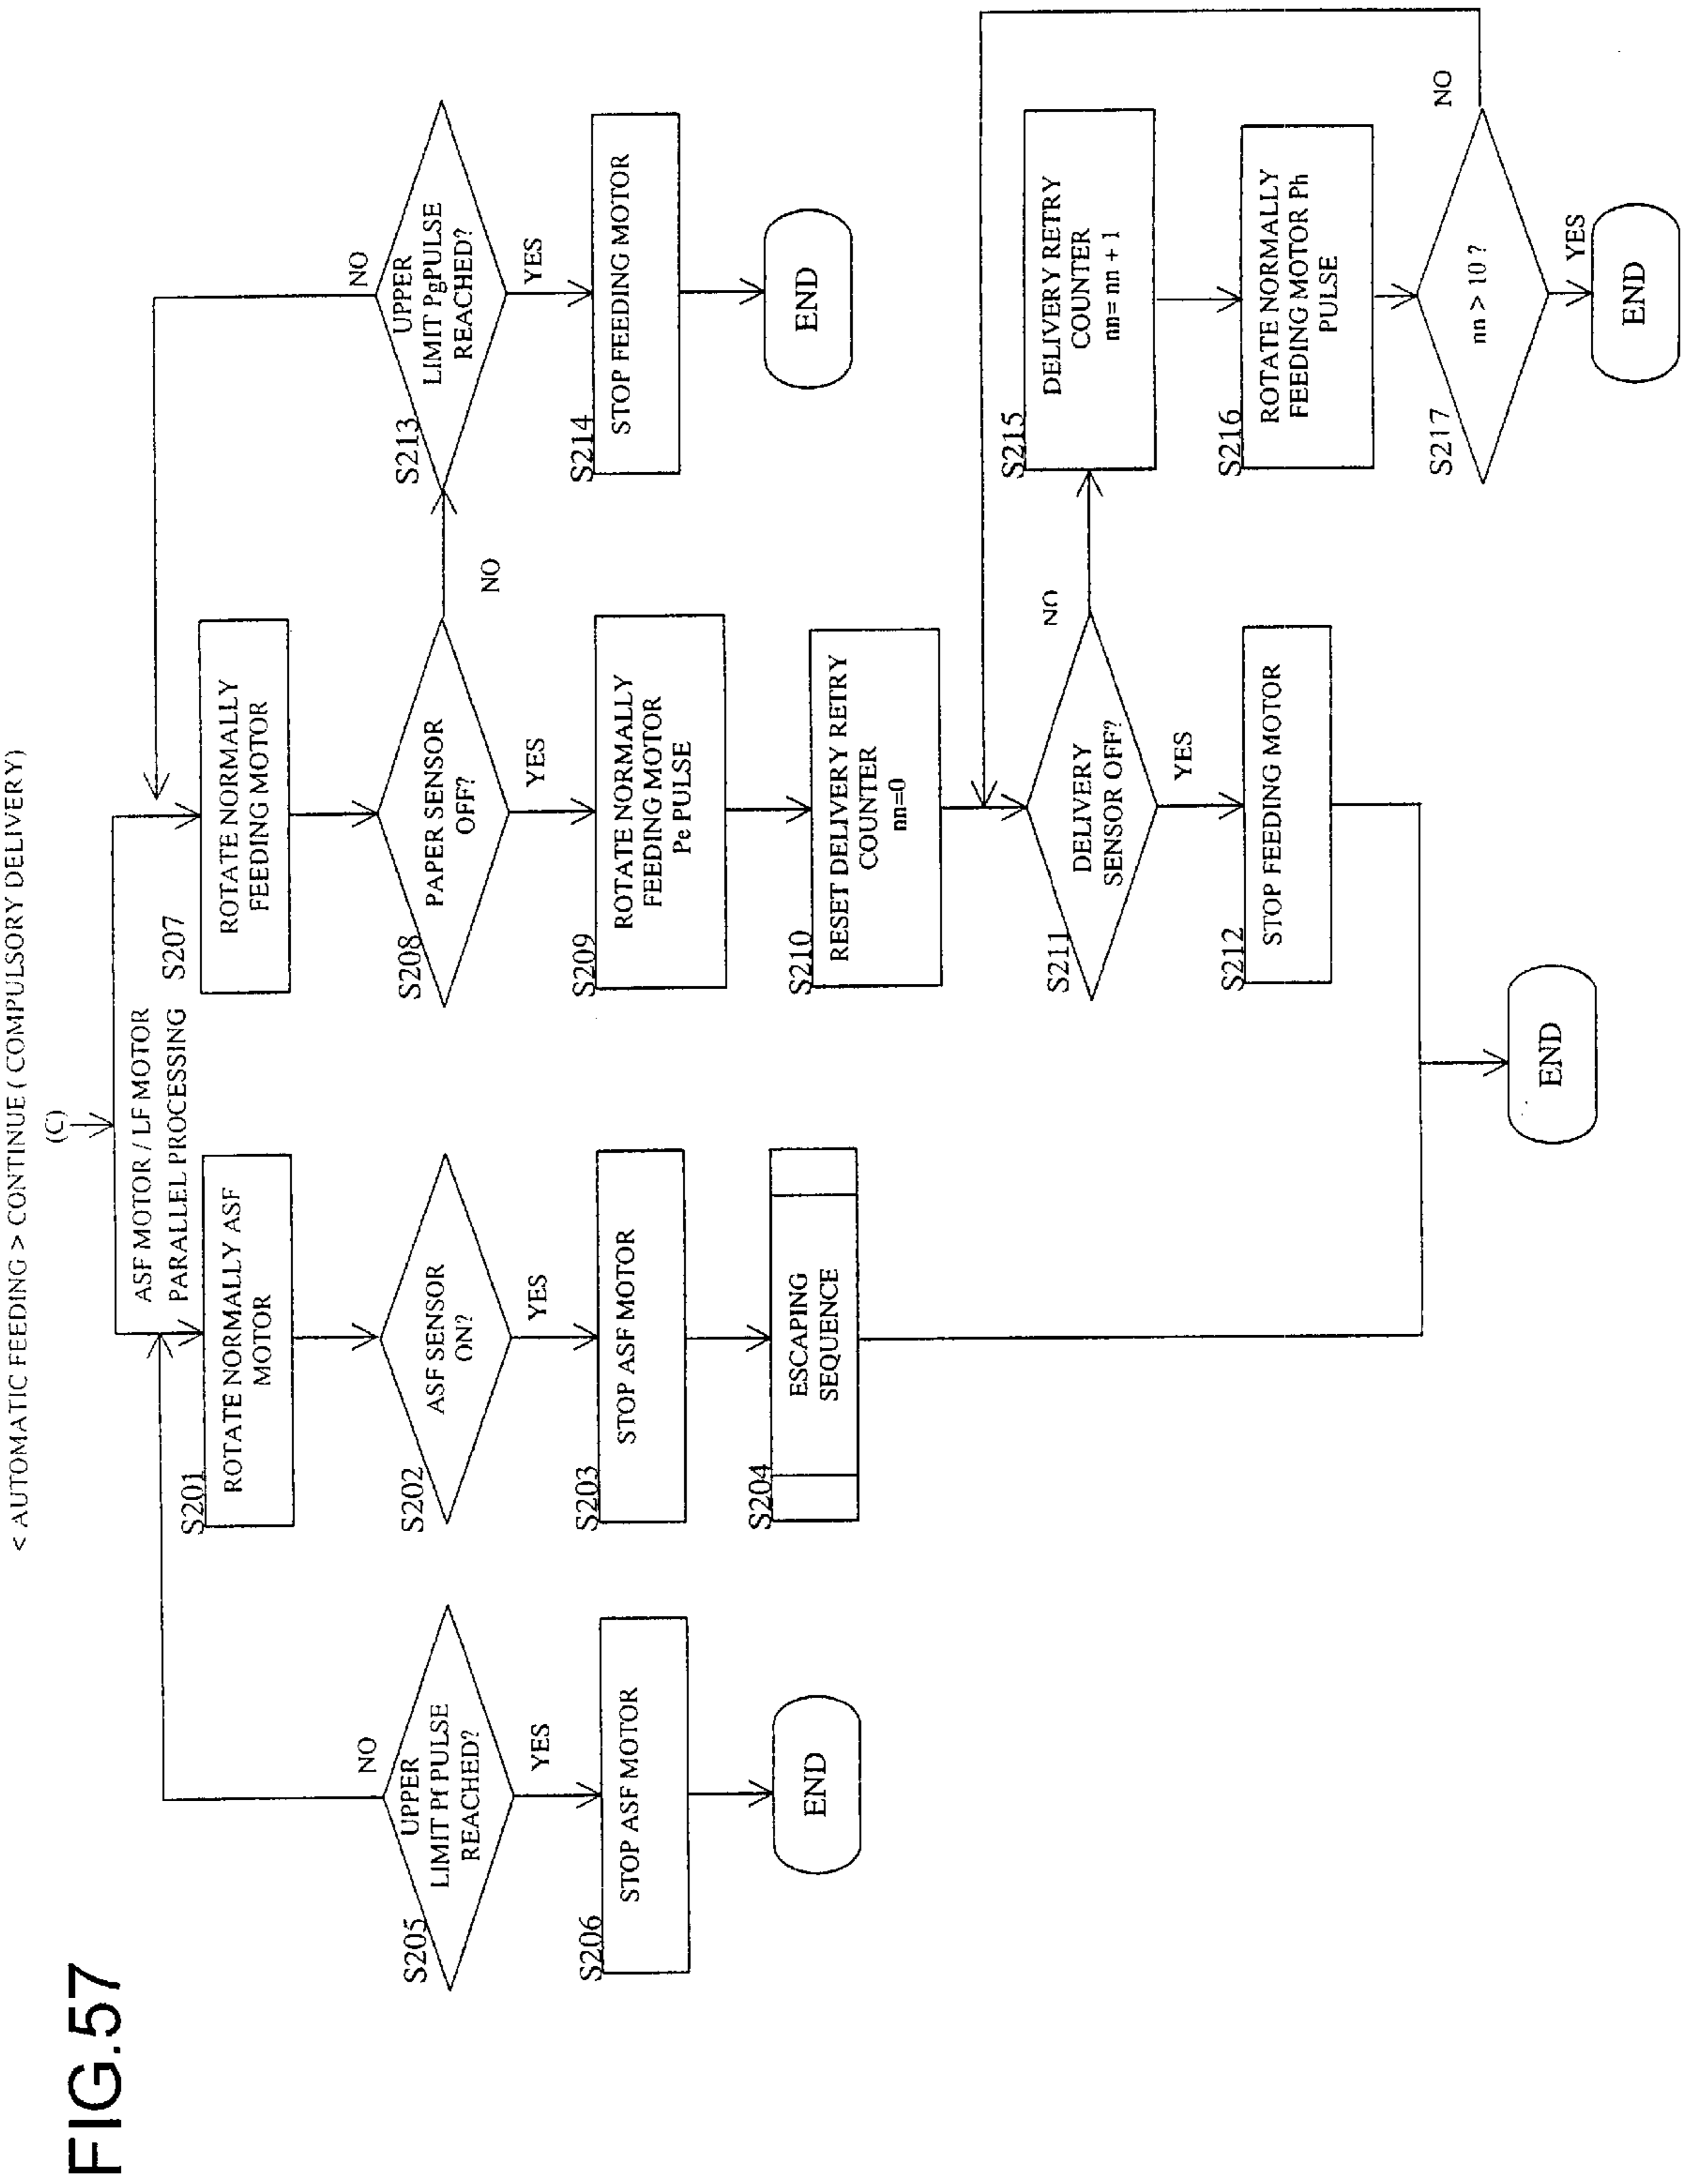 FIG.57
< AUTOMATIC FEEDING > CONTINUE ( COMPULSORY DELIVERY)
(C)
ASF MOTOR / LF MOTOR
PARALLEL PROCESSING
S201
ROTATE NORMALLY ASF
MOTOR
S202
ASF SENSOR
ON?
YES
S203
STOP ASF MOTOR
S204
ESCAPING
SEQUENCE
S205
UPPER
LIMIT Pf PULSE
REACHED?
NO
YES
S206
STOP ASF MOTOR
END
S207
ROTATE NORMALLY
FEEDING MOTOR
S208
PAPER SENSOR
OFF?
NO
YES
S209
ROTATE NORMALLY
FEEDING MOTOR
Pe PULSE
S210
RESET DELIVERY RETRY
COUNTER
nn=0
S211
DELIVERY
SENSOR OFF?
NO
YES
S212
STOP FEEDING MOTOR
END
S213
UPPER
LIMIT PgPULSE
REACHED?
NO
YES
S214
STOP FEEDING MOTOR
END
S215
DELIVERY RETRY
COUNTER
nn= nn + 1
S216
ROTATE NORMALLY
FEEDING MOTOR Ph
PULSE
S217
nn > 10 ?
NO
YES
END